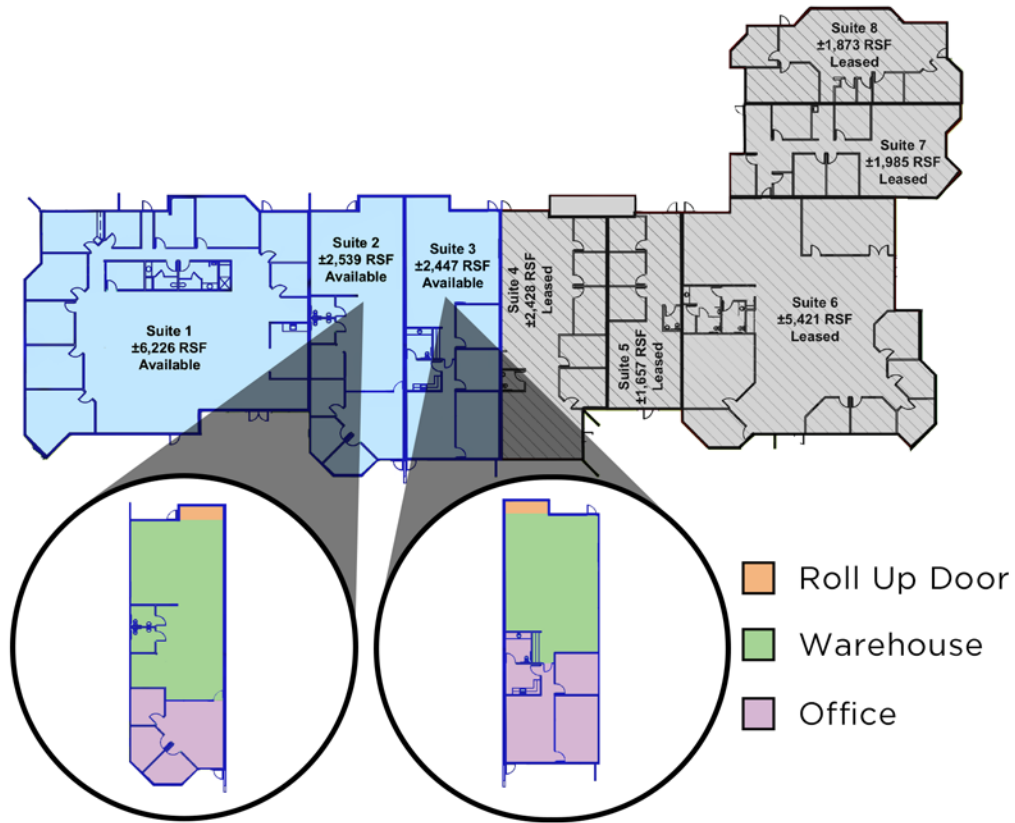 Suite 8
±1,873 RSF
Leased
Suite 7
±1,985 RSF
Leased
Suite 1
±6,226 RSF
Available
Suite 2
±2,539 RSF
Available
Suite 3
±2,447 RSF
Available
Suite 4
±2,428 RSF
Leased
Suite 5
±1,657 RSF
Leased
Suite 6
±5,421 RSF
Leased
Roll Up Door
Warehouse
Office